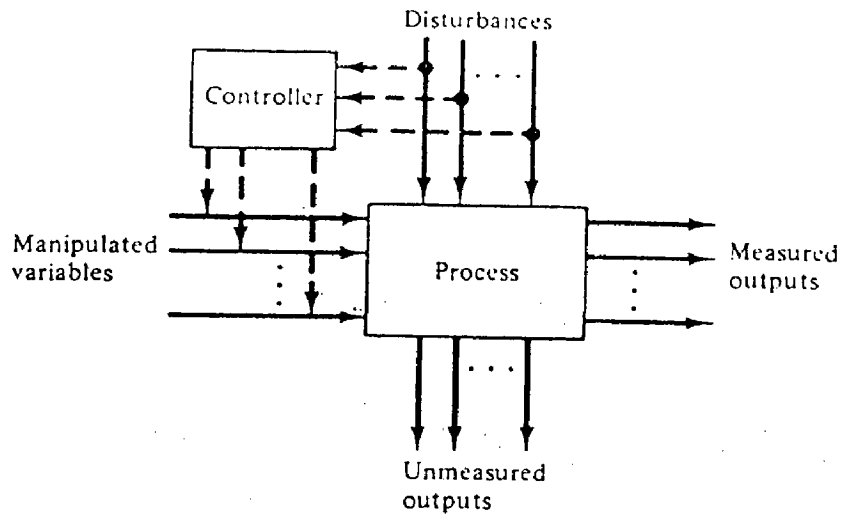 Disturbances
Controller
Manipulated
variables
Process
Measured
outputs
Unmeasured
outputs